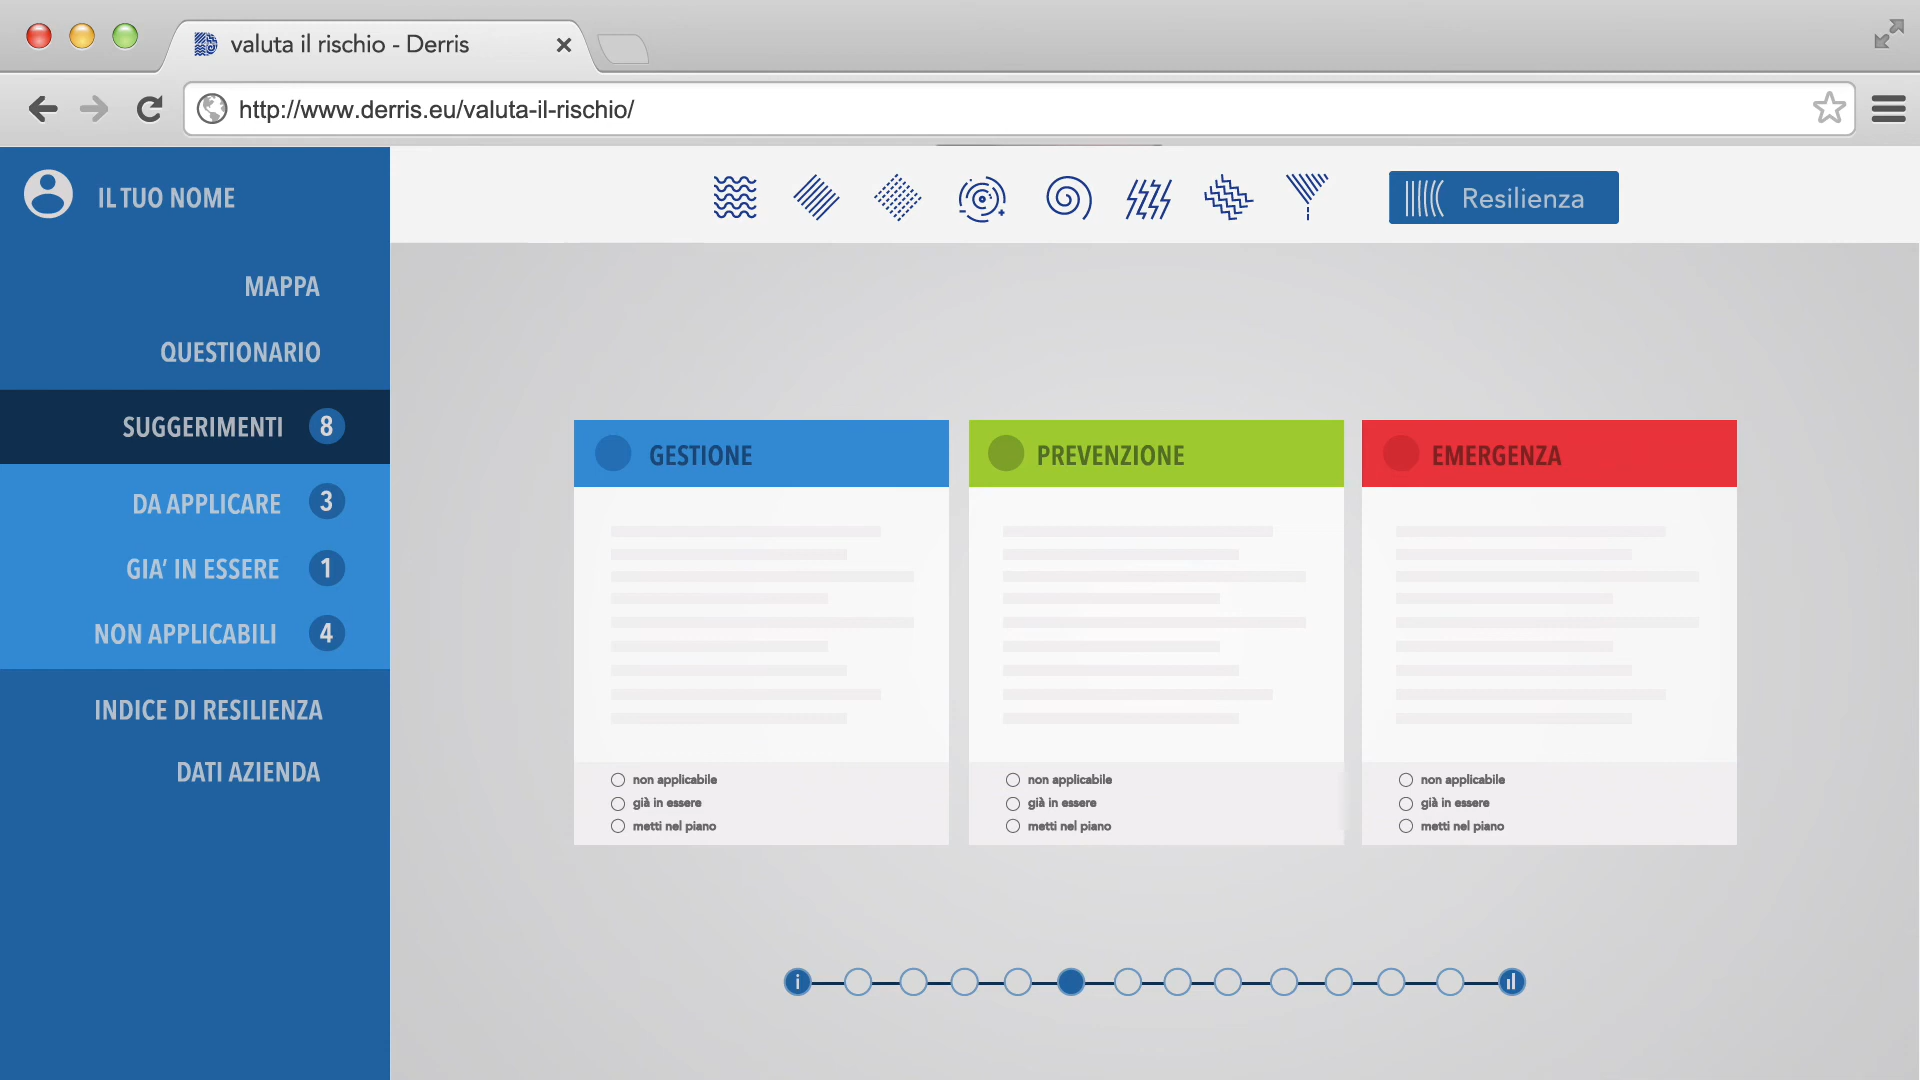 valuta il rischio - Derris
http://www.derris.eu/valuta-il-rischio/
IL TUO NOME
Resilienza
MAPPA
QUESTIONARIO
SUGGERIMENTI 8
DA APPLICARE 3
GIA' IN ESSERE 1
NON APPLICABILI 4
INDICE DI RESILIENZA
DATI AZIENDA
GESTIONE
non applicabile
già in essere
metti nel piano
PREVENZIONE
non applicabile
già in essere
metti nel piano
EMERGENZA
non applicabile
già in essere
metti nel piano
i